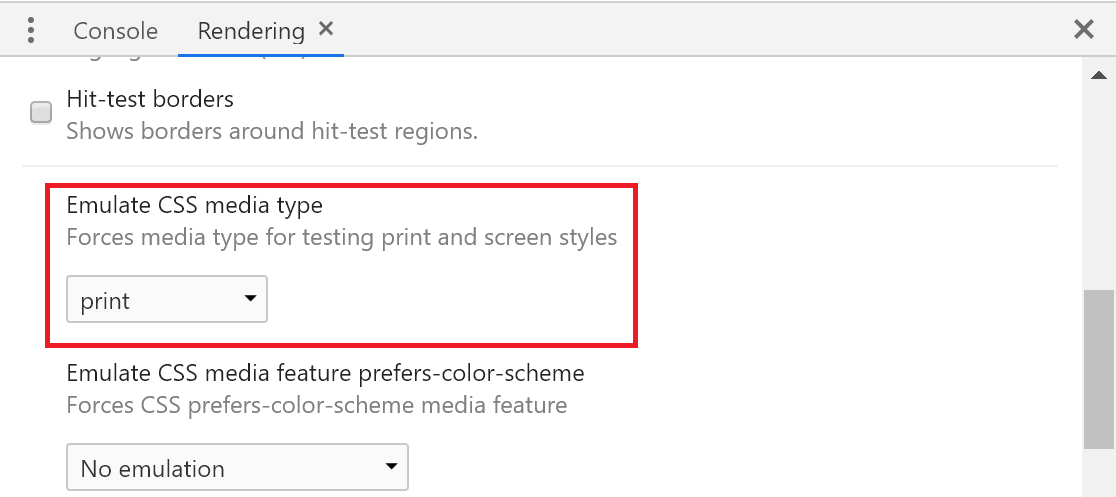 Console Rendering
Hit-test borders
Shows borders around hit-test regions.
Emulate CSS media type
Forces media type for testing print and screen styles
print
Emulate CSS media feature prefers-color-scheme
Forces CSS prefers-color-scheme media feature
No emulation